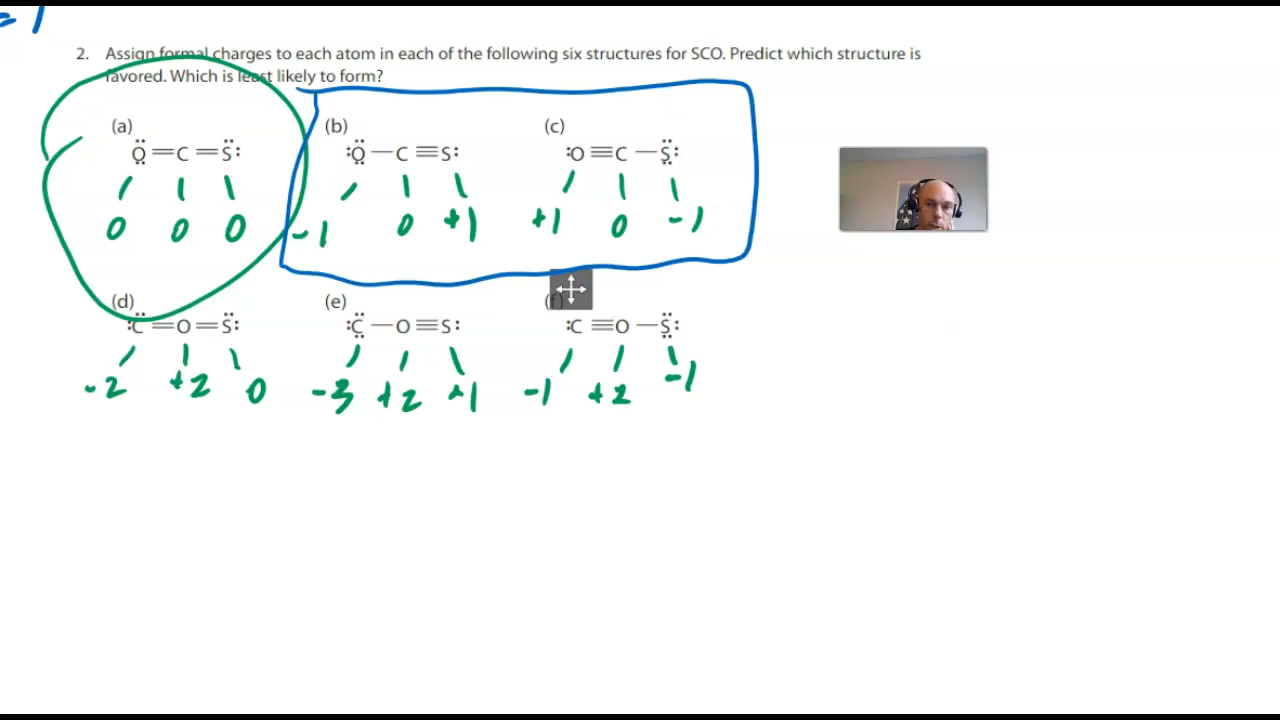 = 1
2. Assign formal charges to each atom in each of the following six structures for SCO. Predict which structure is
favored. Which is least likely to form?
(a) (b) (c)
:Ö=C=S̈: :Ö—C≡S: :O≡C—S̈:
0 0 0 -1 0 +1 +1 0 -1
(d) (e) (f)
:C̈=O=S̈: :C̈—O≡S: :C≡O—S̈:
-2 +2 0 -3 +2 +1 -1 +2 -1